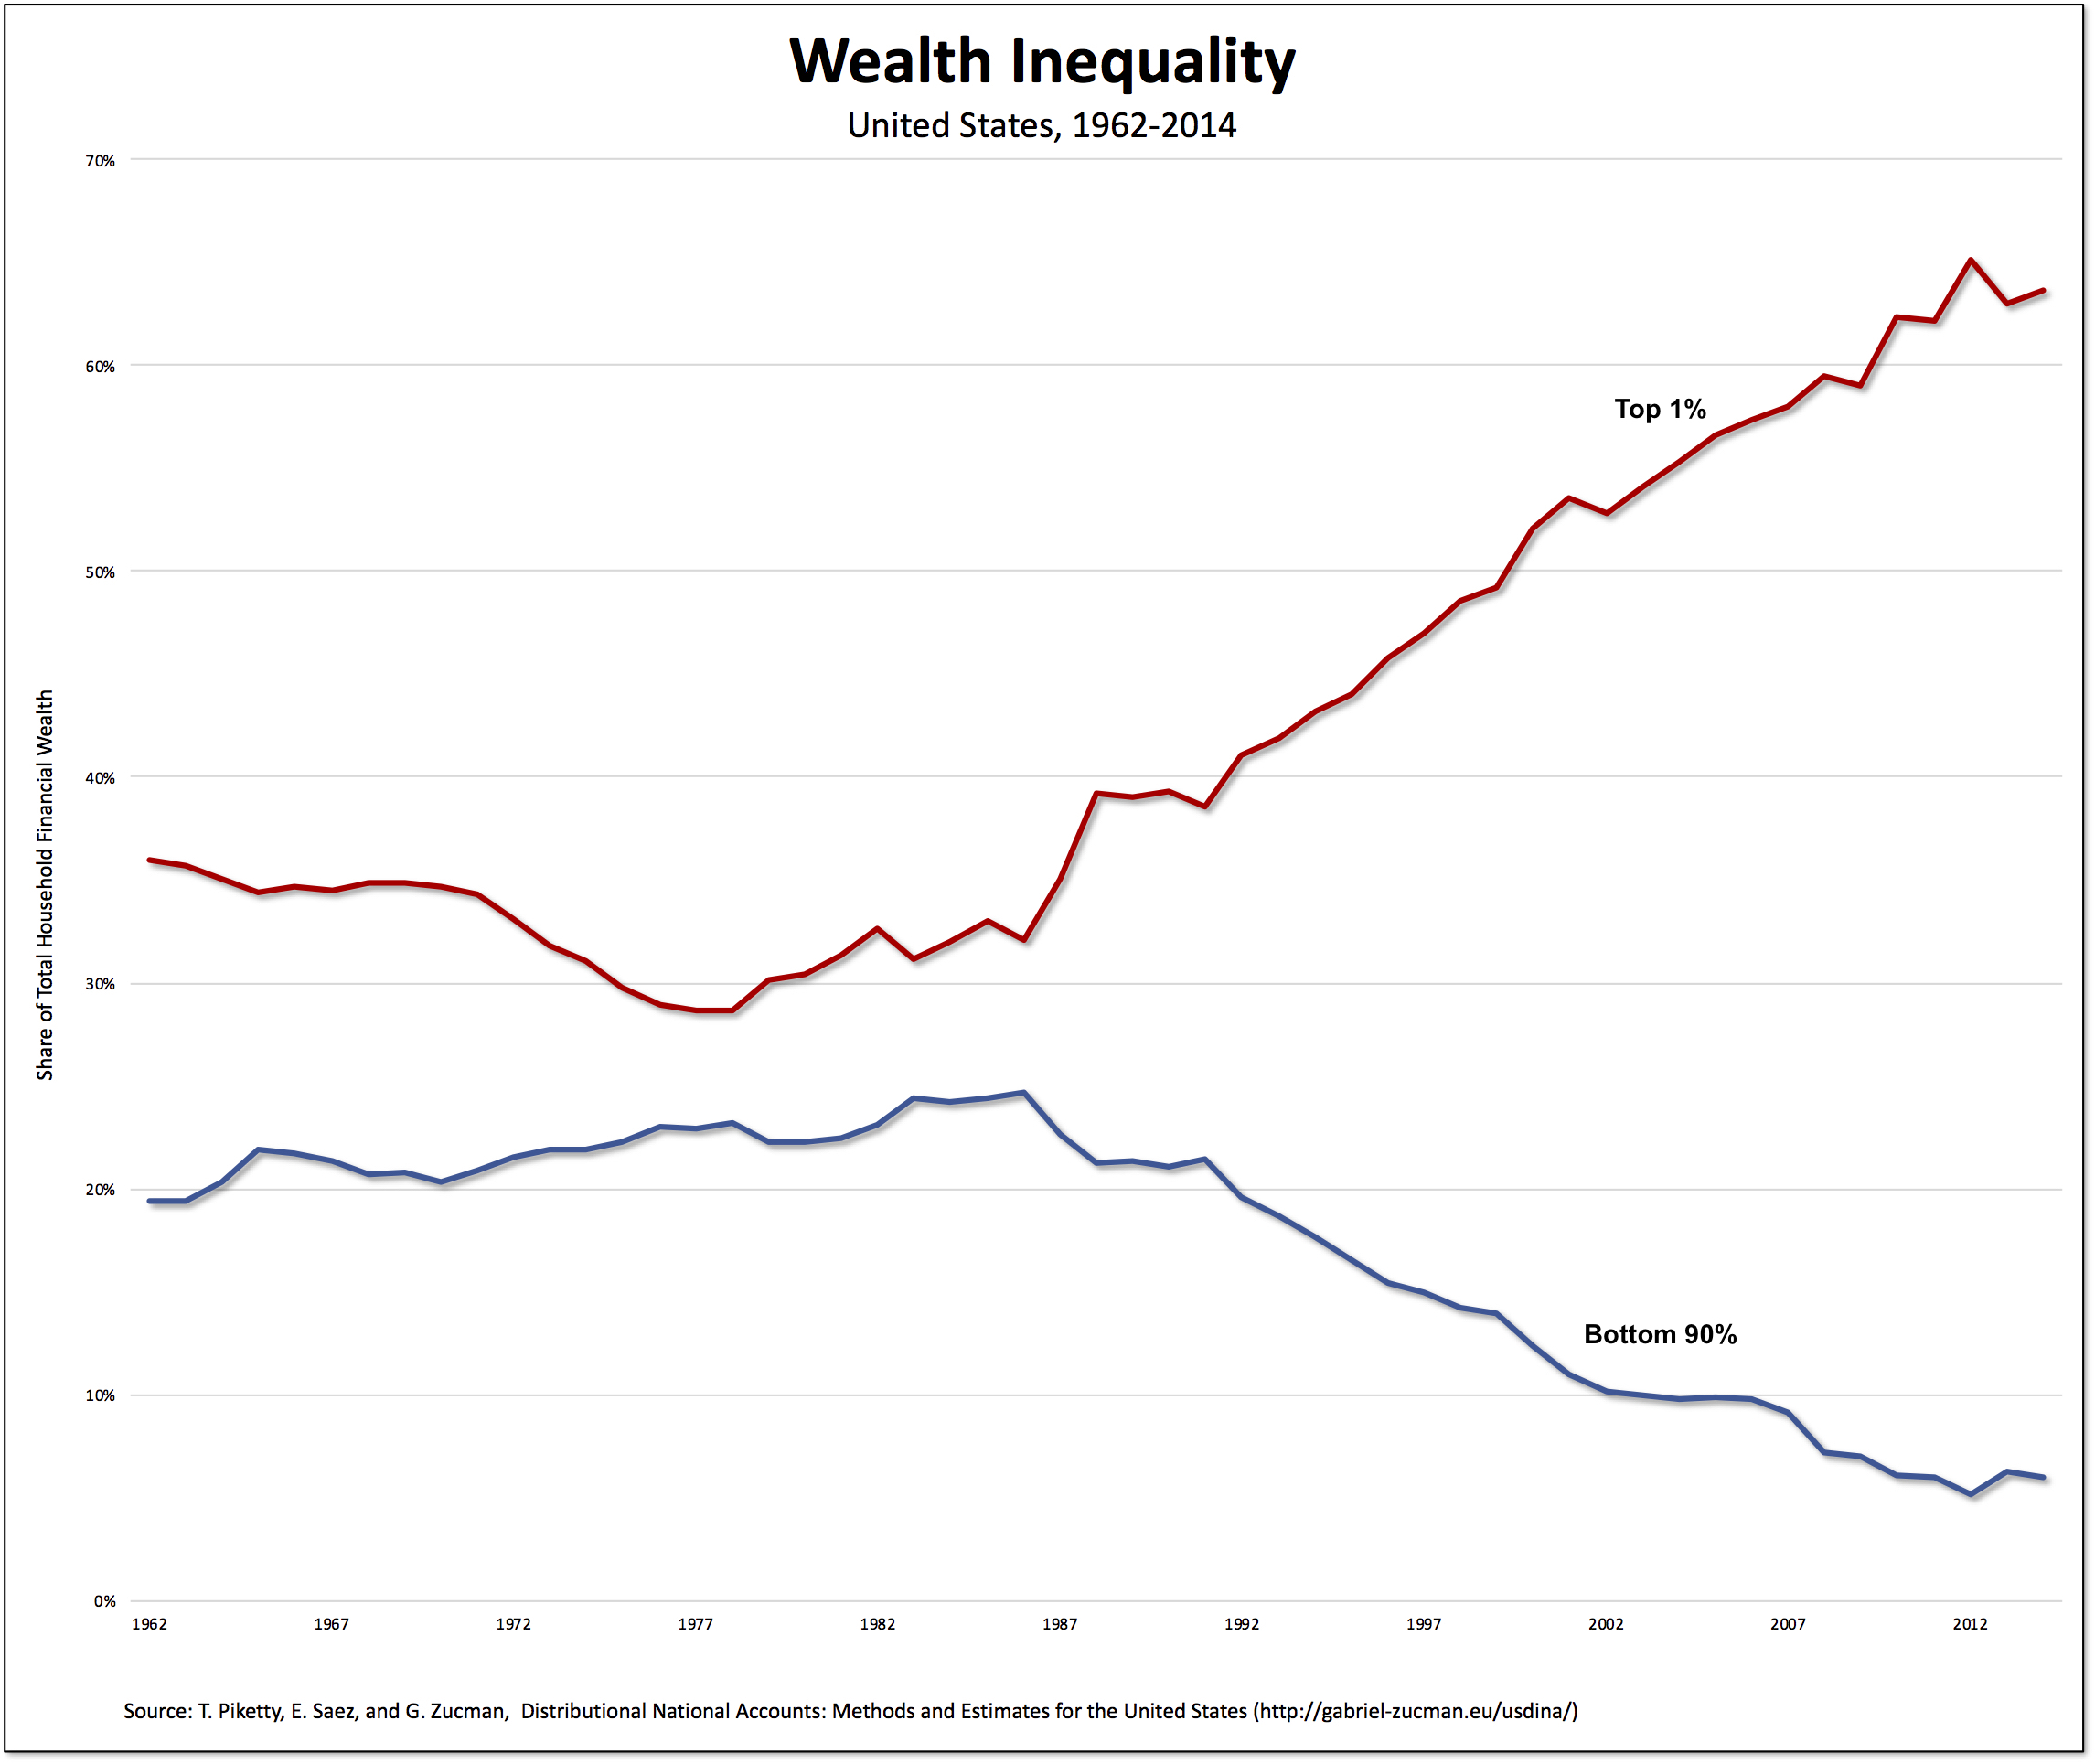 Wealth Inequality
United States, 1962-2014
70%
60%
50%
40%
30%
20%
10%
0%
Share of Total Household Financial Wealth
Top 1%
Bottom 90%
1962 1967 1972 1977 1982 1987 1992 1997 2002 2007 2012
Source: T. Piketty, E. Saez, and G. Zucman, Distributional National Accounts: Methods and Estimates for the United States (http://gabriel-zucman.eu/usdina/)